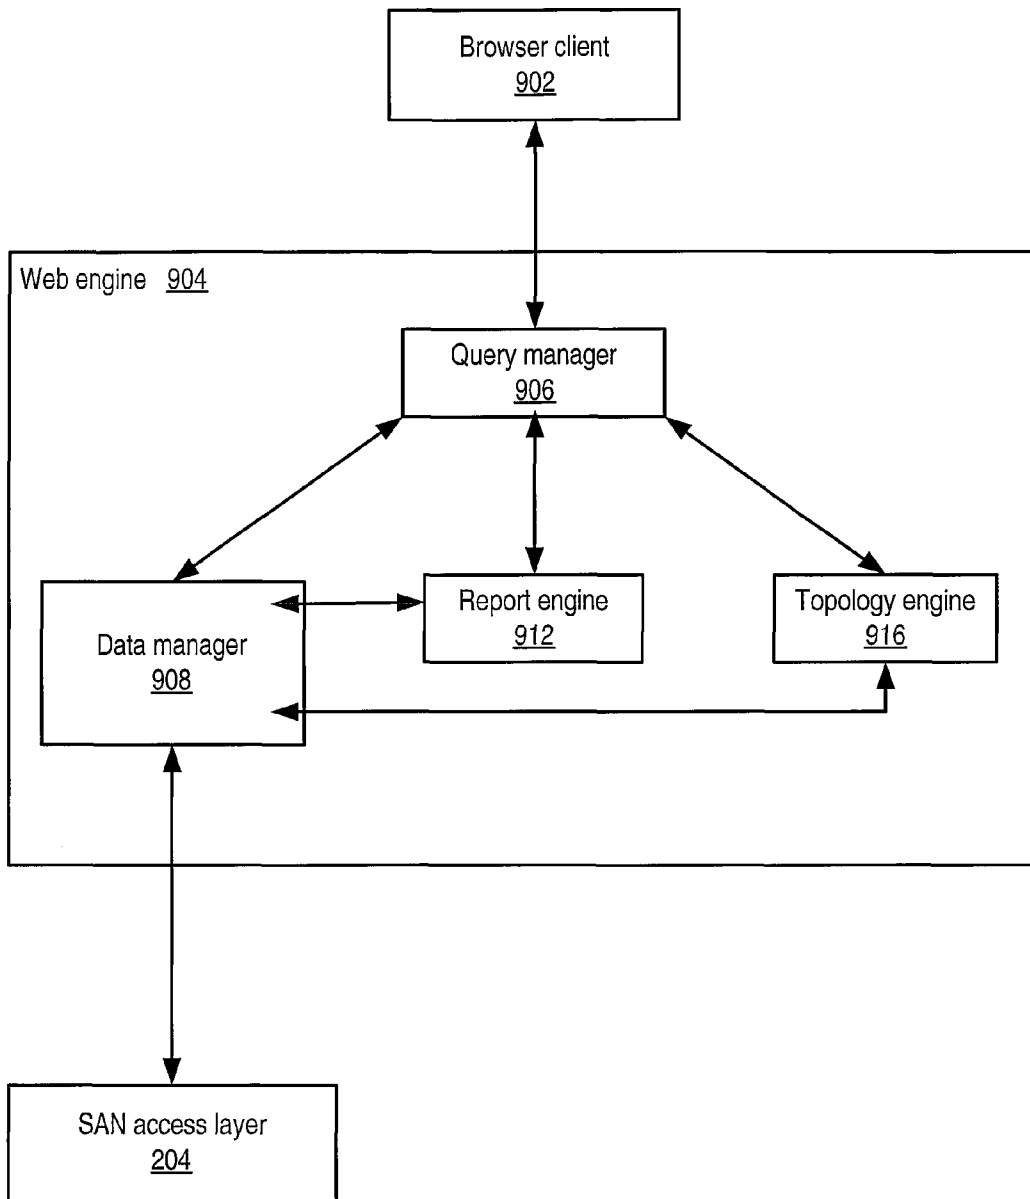 Browser client
902
Web engine 904
Query manager
906
Report engine
912
Topology engine
916
Data manager
908
SAN access layer
204